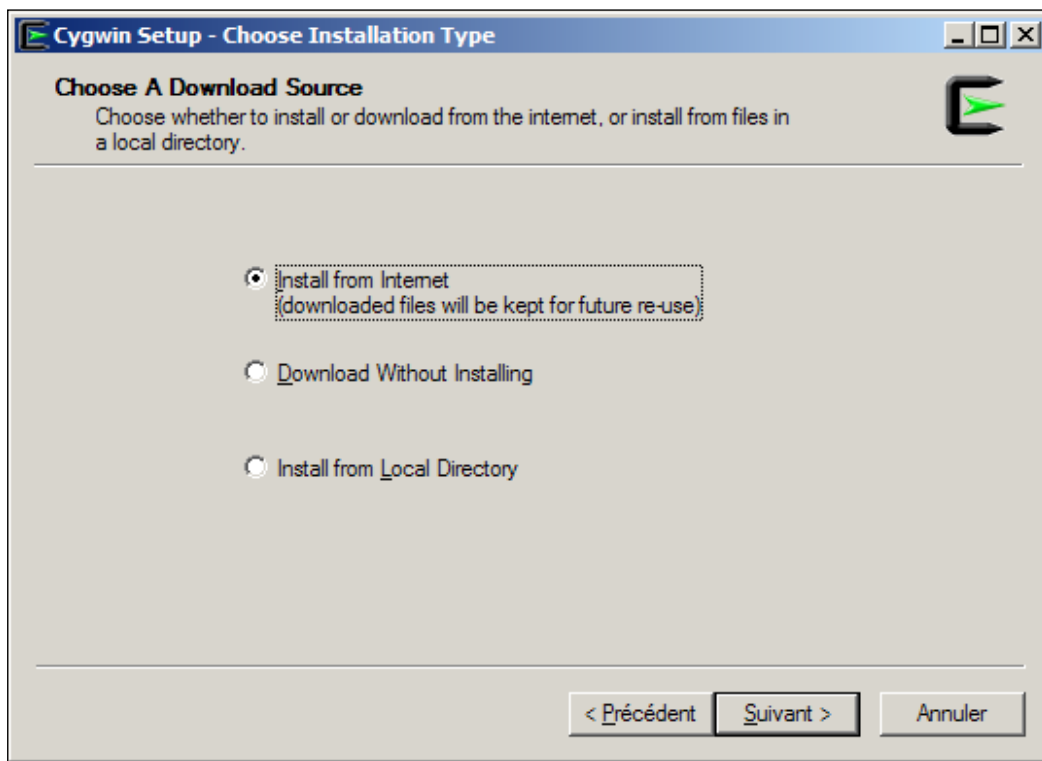 Cygwin Setup - Choose Installation Type
Choose A Download Source
Choose whether to install or download from the internet, or install from files in
a local directory.
Install from Internet
(downloaded files will be kept for future re-use)
Download Without Installing
Install from Local Directory
< Précédent
Suivant >
Annuler